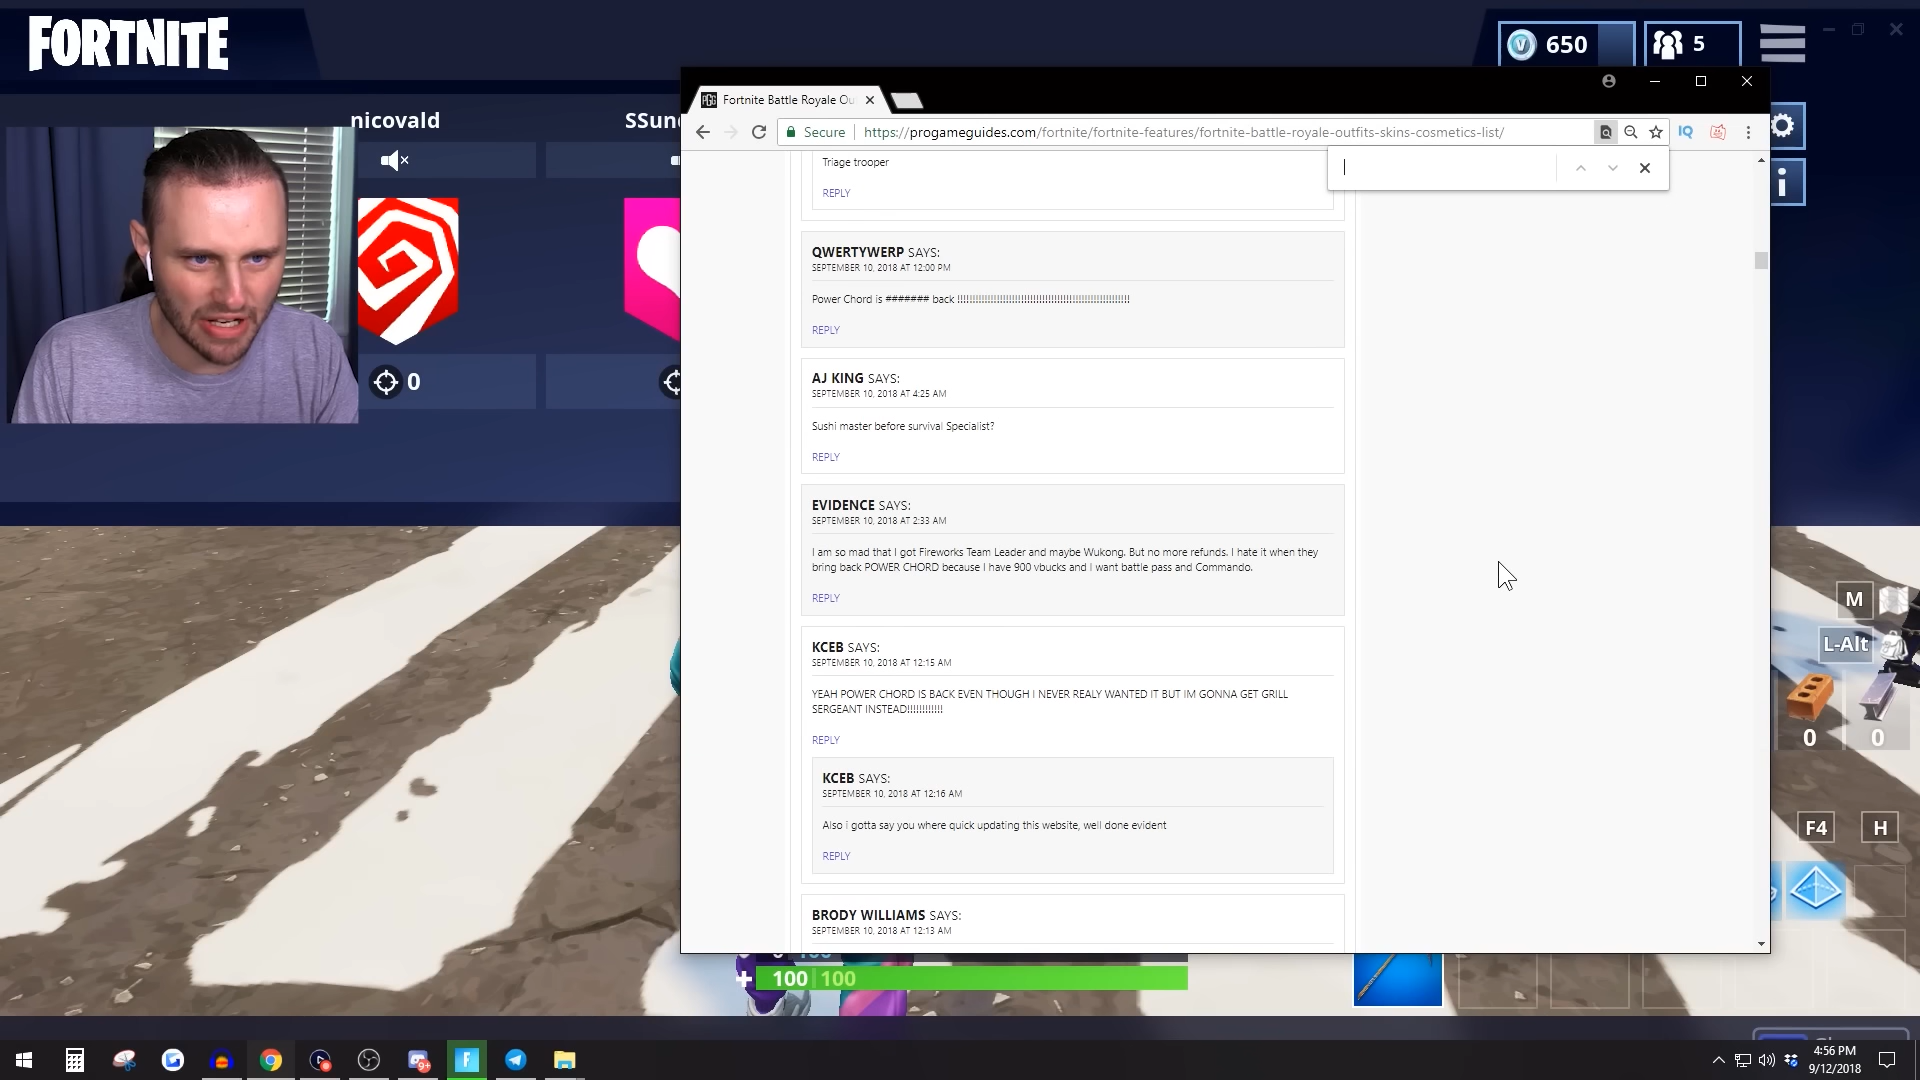 FORTNITE
650
5
nicovald
SSun
0
Fortnite Battle Royale Ou
Secure
https://progameguides.com/fortnite/fortnite-features/fortnite-battle-royale-outfits-skins-cosmetics-list/
IQ
Triage trooper
REPLY
QWERTYWERP SAYS:
SEPTEMBER 10, 2018 AT 12:00 PM
Power Chord is ####### back !!!!!!!!!!!!!!!!!!!!!!!!!!!!!!!!!!!!!!!!!!!!!!!!!!!!!!!!!
REPLY
AJ KING SAYS:
SEPTEMBER 10, 2018 AT 4:25 AM
Sushi master before survival Specialist?
REPLY
EVIDENCE SAYS:
SEPTEMBER 10, 2018 AT 2:33 AM
I am so mad that I got Fireworks Team Leader and maybe Wukong. But no more refunds. I hate it when they
bring back POWER CHORD because I have 900 vbucks and I want battle pass and Commando.
REPLY
KCEB SAYS:
SEPTEMBER 10, 2018 AT 12:15 AM
YEAH POWER CHORD IS BACK EVEN THOUGH I NEVER REALY WANTED IT BUT IM GONNA GET GRILL
SERGEANT INSTEAD!!!!!!!!!!!!
REPLY
KCEB SAYS:
SEPTEMBER 10, 2018 AT 12:16 AM
Also i gotta say you where quick updating this website, well done evident
REPLY
BRODY WILLIAMS SAYS:
SEPTEMBER 10, 2018 AT 12:13 AM
M
L-Alt
0
0
F4
H
100 | 100
4:56 PM
9/12/2018